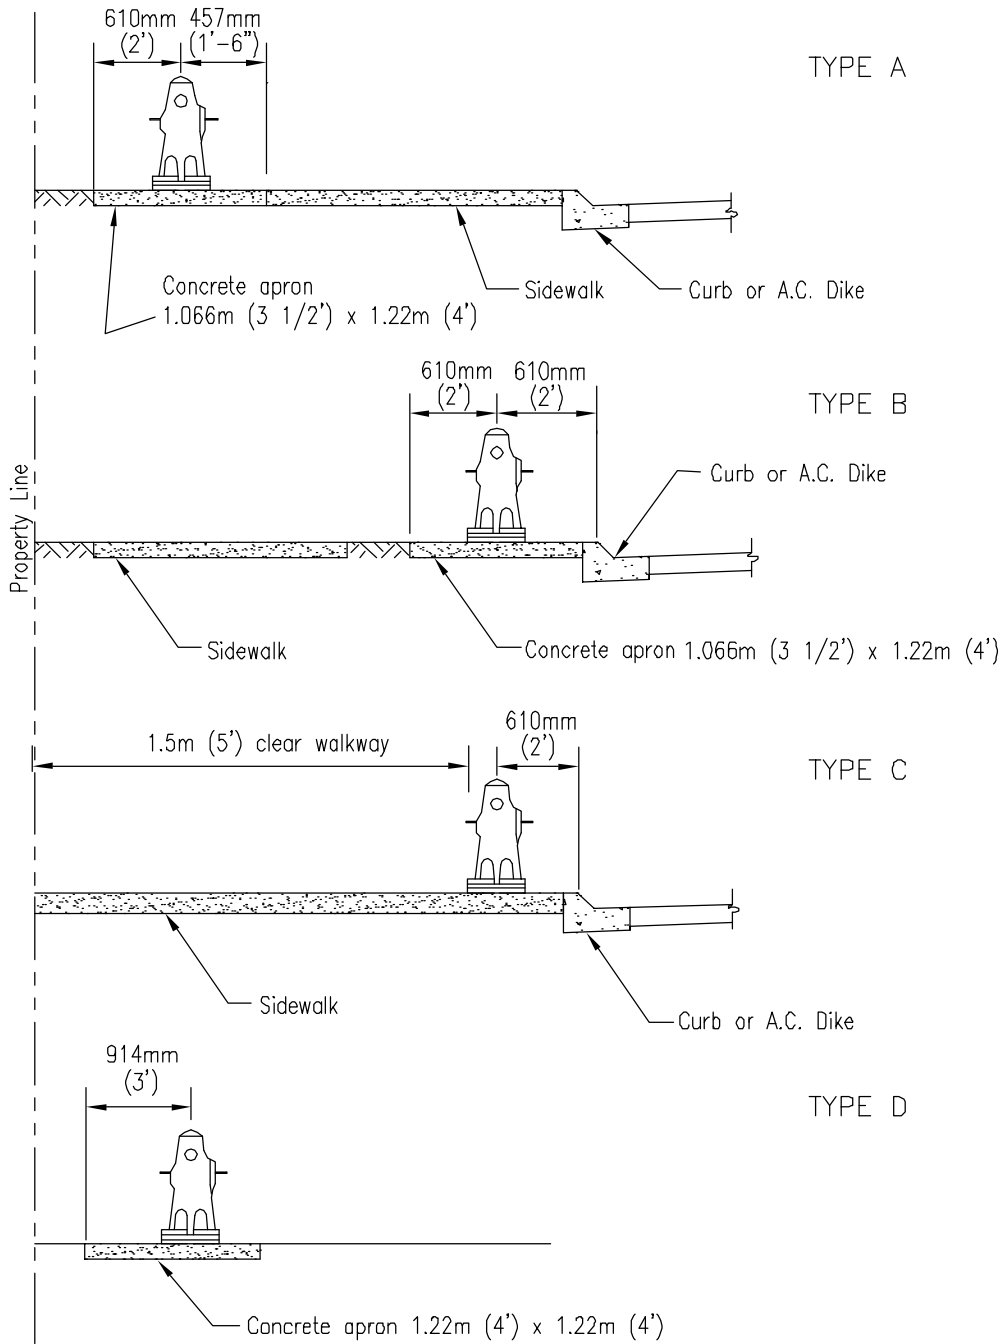 610mm 457mm
(2') (1'-6")
TYPE A
Concrete apron
1.066m (3 1/2') x 1.22m (4')
Sidewalk
Curb or A.C. Dike
610mm 610mm
(2') (2')
TYPE B
Curb or A.C. Dike
Property Line
Sidewalk
Concrete apron 1.066m (3 1/2') x 1.22m (4')
1.5m (5') clear walkway
610mm
(2')
TYPE C
Sidewalk
Curb or A.C. Dike
914mm
(3')
TYPE D
Concrete apron 1.22m (4') x 1.22m (4')